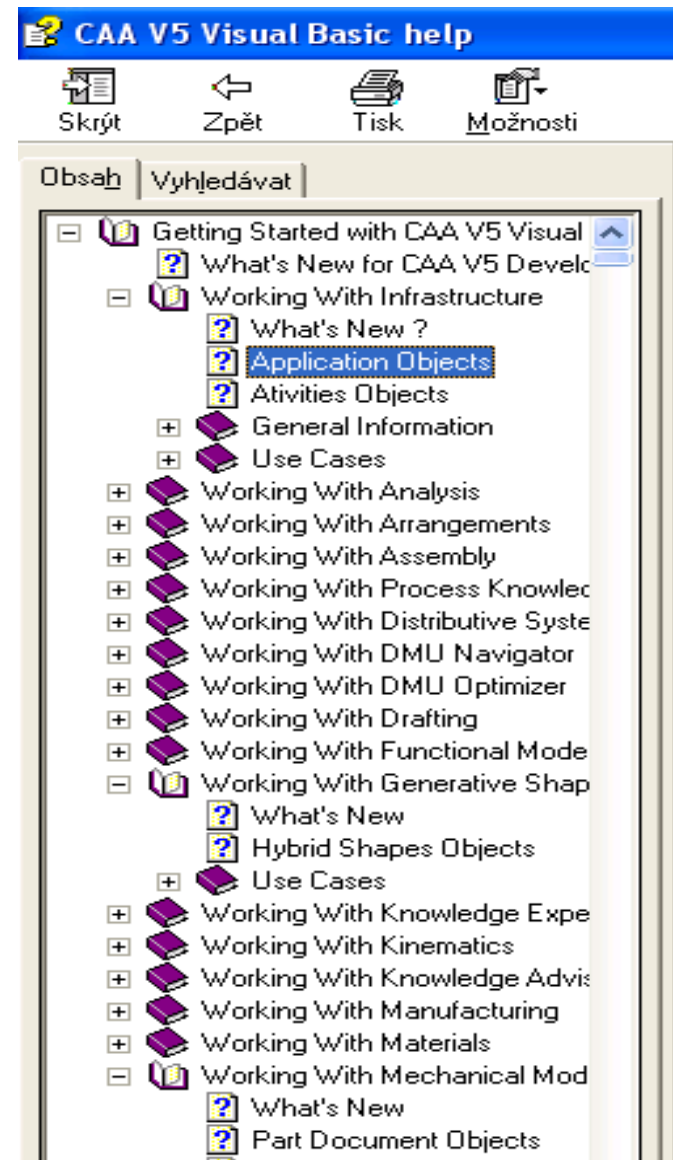 CAA V5 Visual Basic help
Skrýt Zpět Tisk Možnosti
Obsah Vyhledávat
Getting Started with CAA V5 Visual
What's New for CAA V5 Develo
Working With Infrastructure
What's New ?
Application Objects
Ativities Objects
General Information
Use Cases
Working With Analysis
Working With Arrangements
Working With Assembly
Working With Process Knowlec
Working With Distributive Syste
Working With DMU Navigator
Working With DMU Optimizer
Working With Drafting
Working With Functional Mode
Working With Generative Shap
What's New
Hybrid Shapes Objects
Use Cases
Working With Knowledge Expe
Working With Kinematics
Working With Knowledge Advis
Working With Manufacturing
Working With Materials
Working With Mechanical Mod
What's New
Part Document Objects